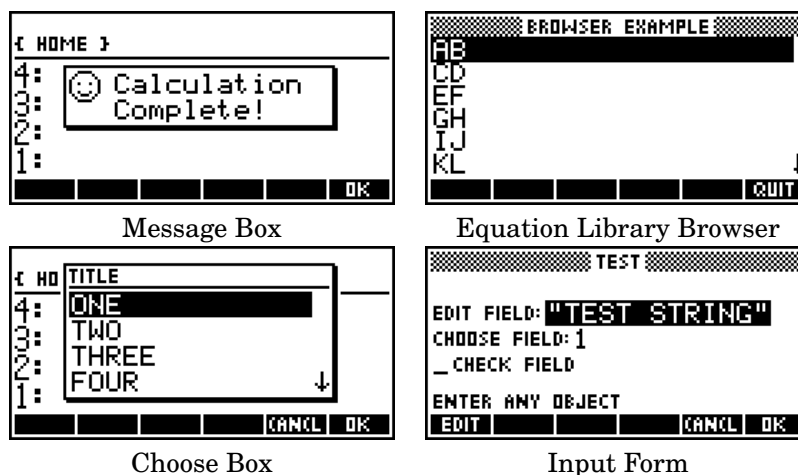 { HOME }
4:
3:
2:
1:
Calculation
Complete!
OK
Message Box
BROWSER EXAMPLE
AB
CD
EF
GH
IJ
KL
↓
QUIT
Equation Library Browser
{ HO
4:
3:
2:
1:
TITLE
ONE
TWO
THREE
FOUR ↓
CANCL OK
Choose Box
TEST
EDIT FIELD: "TEST STRING"
CHOOSE FIELD: 1
_ CHECK FIELD
ENTER ANY OBJECT
EDIT CANCL OK
Input Form